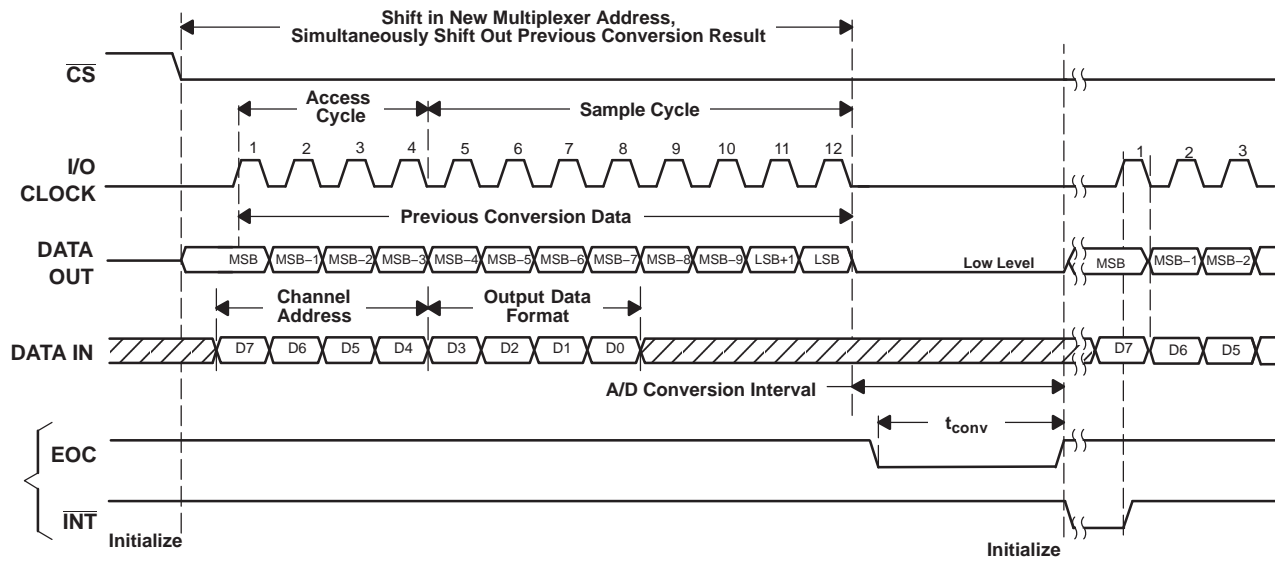 Shift in New Multiplexer Address,
Simultaneously Shift Out Previous Conversion Result
CS
Access
Cycle
Sample Cycle
I/O
CLOCK
1 2 3 4 5 6 7 8 9 10 11 12 1 2 3
Previous Conversion Data
DATA
OUT
MSB MSB–1 MSB–2 MSB–3 MSB–4 MSB–5 MSB–6 MSB–7 MSB–8 MSB–9 LSB+1 LSB Low Level MSB MSB–1 MSB–2
Channel
Address
Output Data
Format
DATA IN D7 D6 D5 D4 D3 D2 D1 D0 D7 D6 D5
A/D Conversion Interval
tconv
EOC
INT
Initialize Initialize